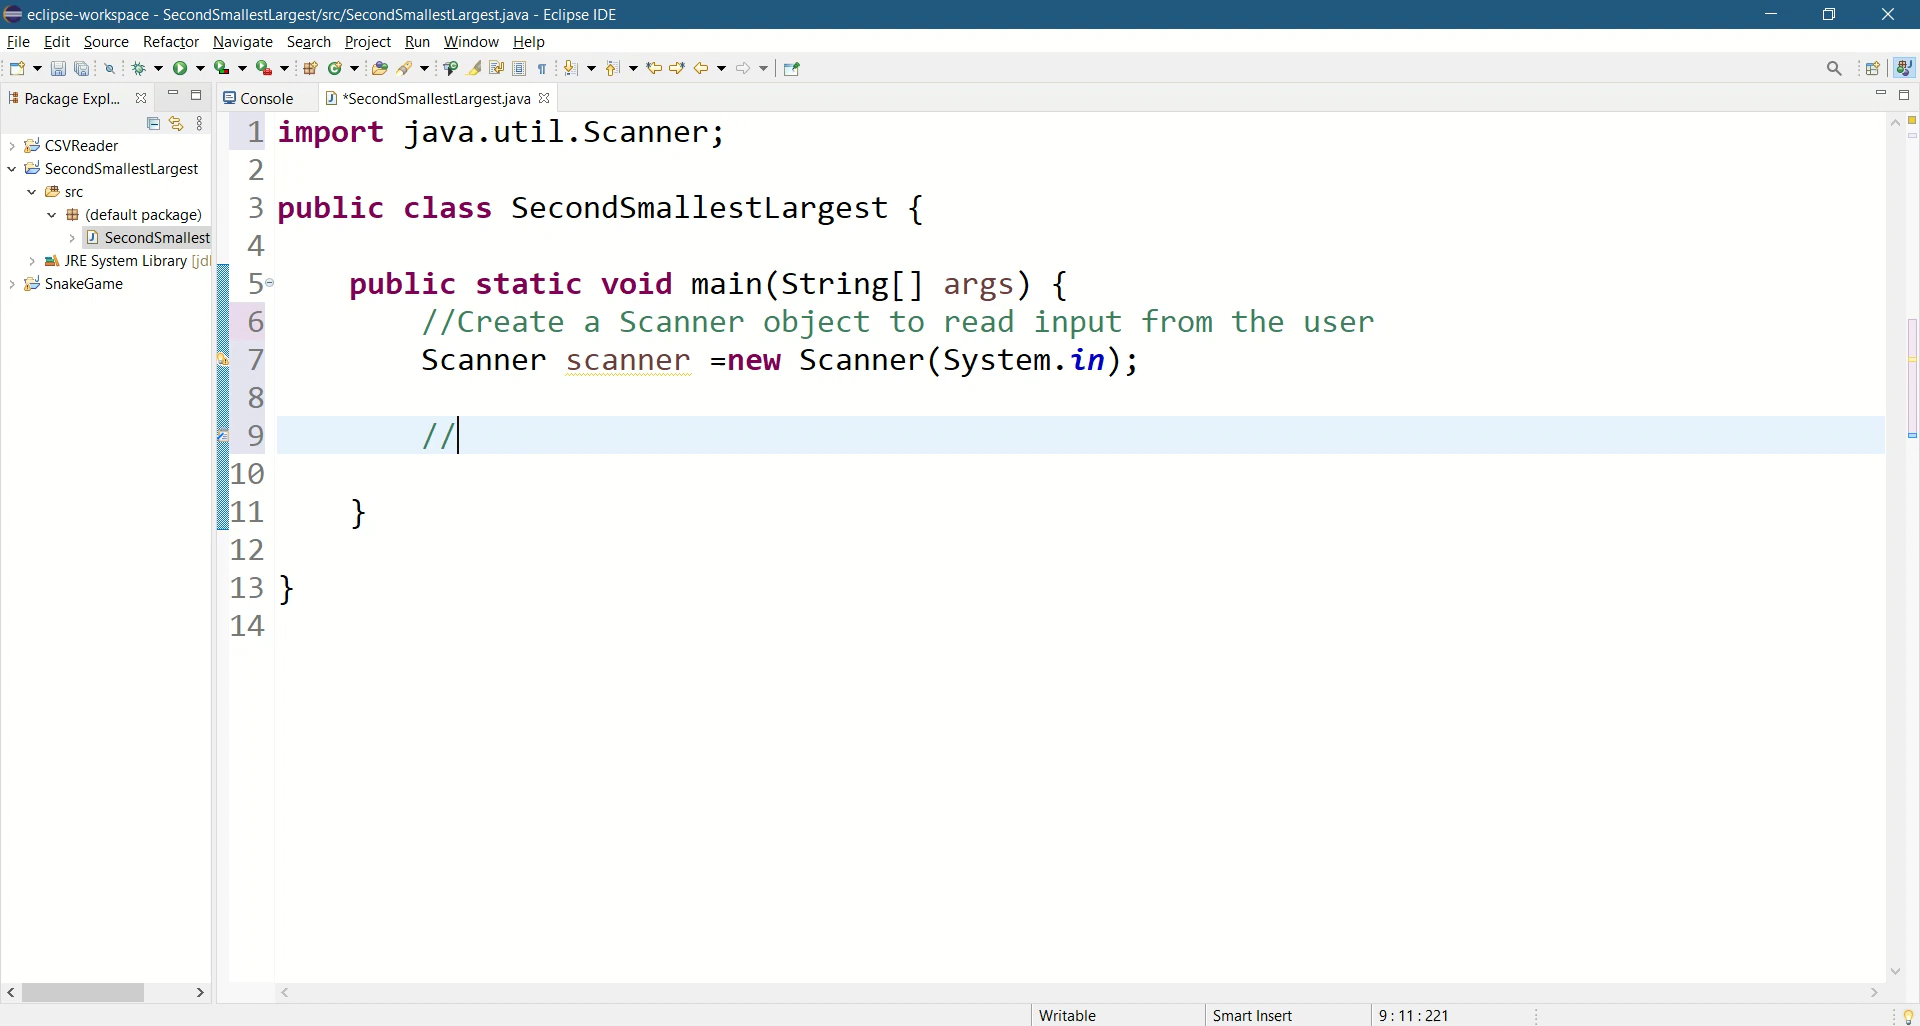 eclipse-workspace - SecondSmallestLargest/src/SecondSmallestLargest.java - Eclipse IDE
File Edit Source Refactor Navigate Search Project Run Window Help
Package Expl...
Console
*SecondSmallestLargest.java
CSVReader
SecondSmallestLargest
src
(default package)
SecondSmallest
JRE System Library [jd
SnakeGame
1 import java.util.Scanner;
2
3 public class SecondSmallestLargest {
4
5 public static void main(String[] args) {
6 //Create a Scanner object to read input from the user
7 Scanner scanner =new Scanner(System.in);
8
9 //
10
11 }
12
13 }
14
Writable Smart Insert 9 : 11 : 221